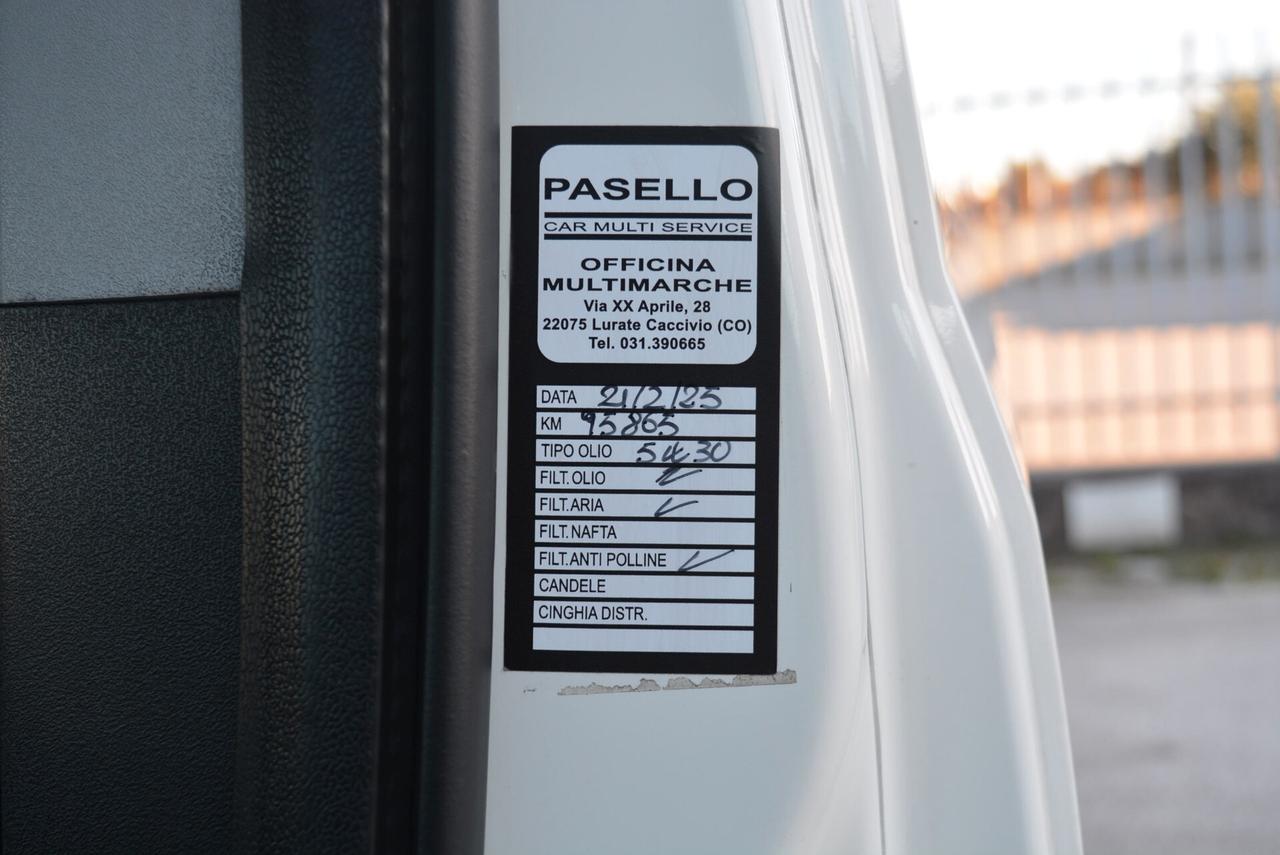 PASELLO
CAR MULTI SERVICE
OFFICINA
MULTIMARCHE
Via XX Aprile, 28
22075 Lurate Caccivio (CO)
Tel. 031.390665
DATA 21/2/25
KM 95865
TIPO OLIO 5W30
FILT.OLIO ✓
FILT.ARIA ✓
FILT.NAFTA
FILT.ANTI POLLINE ✓
CANDELE
CINGHIA DISTR.